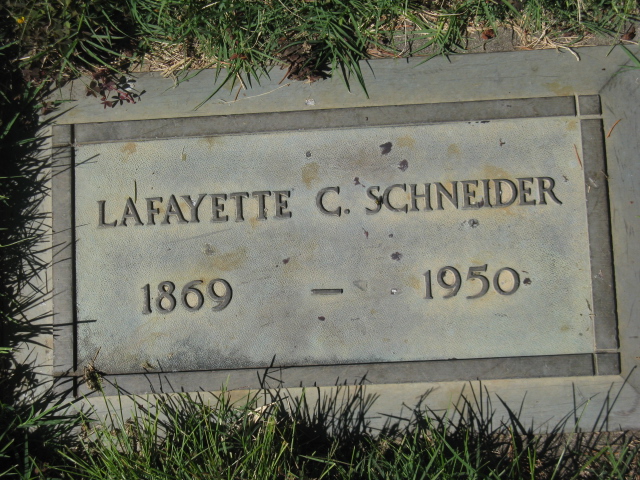 LAFAYETTE C. SCHNEIDER
1869 – 1950